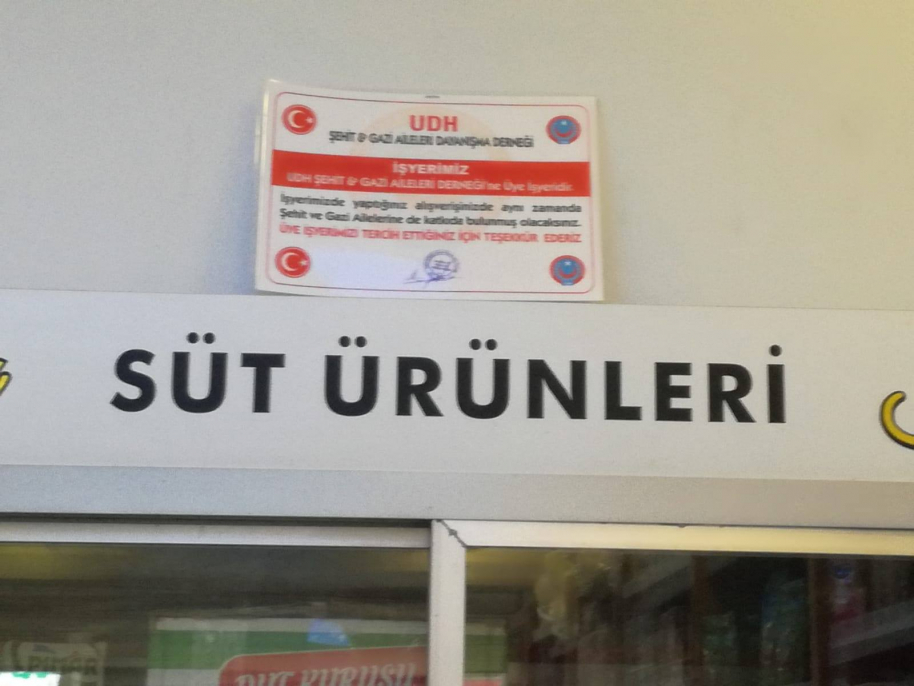 UDH
ŞEHİT & GAZİ AİLELERİ DAYANIŞMA DERNEĞİ
İŞYERİMİZ
UDH ŞEHİT & GAZİ AİLELERİ DERNEĞİ'ne Üye İşyeridir.
İşyerimizde yaptığınız alışverişinizde aynı zamanda
Şehit ve Gazi Ailelerine de katkıda bulunmuş olacaksınız.
ÜYE İŞYERİMİZİ TERCİH ETTİĞİNİZ İÇİN TEŞEKKÜR EDERİZ
SÜT ÜRÜNLERİ